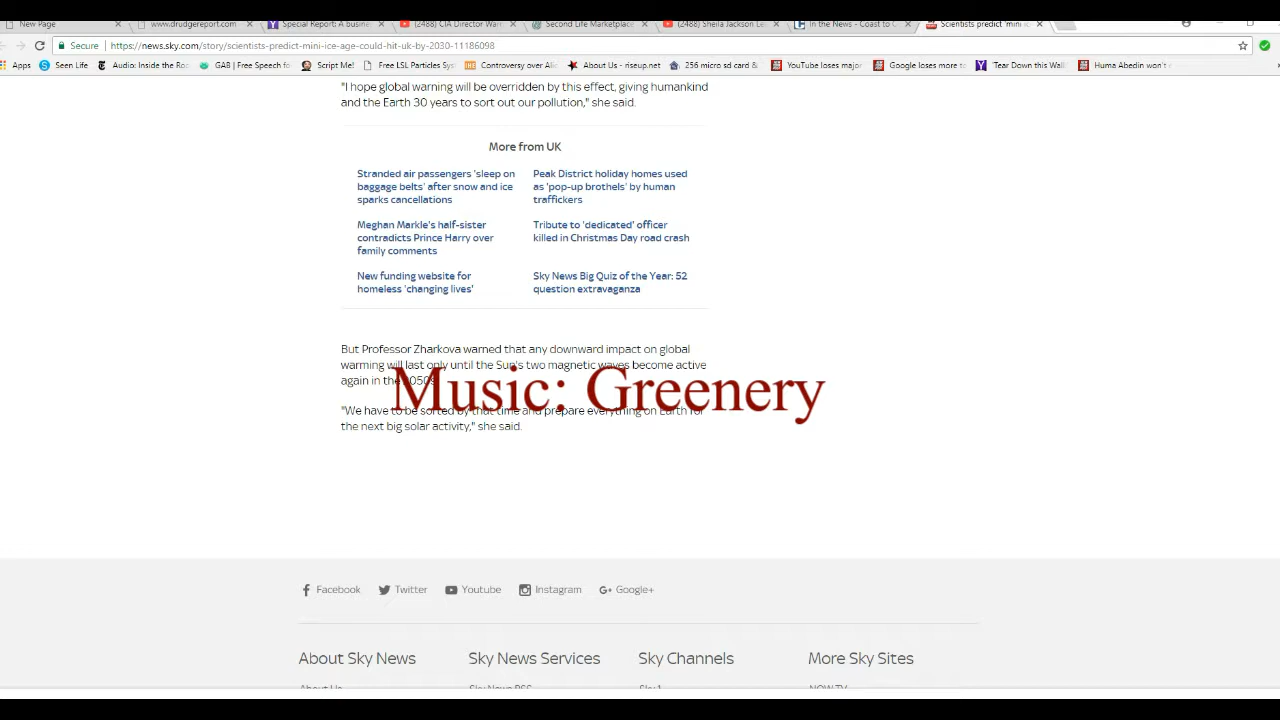 New Page
www.drudgereport.com
Special Report: A busine
(2488) CIA Director War
Second Life Marketplace
(2488) Sheila Jackson Le
In the News - Coast to C
Scientists predict 'mini ic
Secure
https://news.sky.com/story/scientists-predict-mini-ice-age-could-hit-uk-by-2030-11186098
Apps
Seen Life
Audio: Inside the Ro
GAB | Free Speech fo
Script Me!
Free LSL Particles Sys
Controversy over Ali
About Us - riseup.net
256 micro sd card &
YouTube loses major
Google loses more to
'Tear Down this Wall
Huma Abedin won't
"I hope global warning will be overridden by this effect, giving humankind
and the Earth 30 years to sort out our pollution," she said.
More from UK
Stranded air passengers 'sleep on
baggage belts' after snow and ice
sparks cancellations
Peak District holiday homes used
as 'pop-up brothels' by human
traffickers
Meghan Markle's half-sister
contradicts Prince Harry over
family comments
Tribute to 'dedicated' officer
killed in Christmas Day road crash
New funding website for
homeless 'changing lives'
Sky News Big Quiz of the Year: 52
question extravaganza
But Professor Zharkova warned that any downward impact on global
warming will last only until the Sun's two magnetic waves become active
again in the 2050s.
Music: Greenery
"We have to be sorted by that time and prepare everything on Earth for
the next big solar activity," she said.
Facebook
Twitter
Youtube
Instagram
Google+
About Sky News
Sky News Services
Sky Channels
More Sky Sites
About Us
Sky News RSS
Sky 1
NOW TV